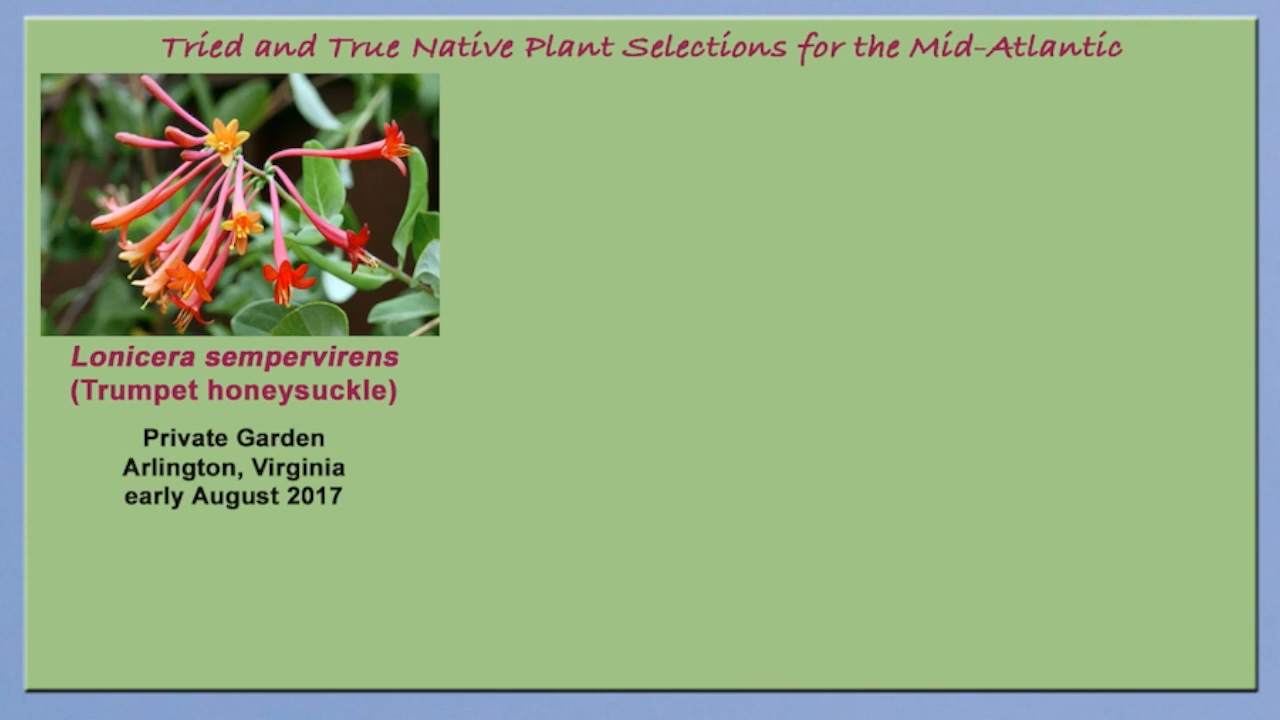 Tried and True Native Plant Selections for the Mid-Atlantic
Lonicera sempervirens
(Trumpet honeysuckle)
Private Garden
Arlington, Virginia
early August 2017